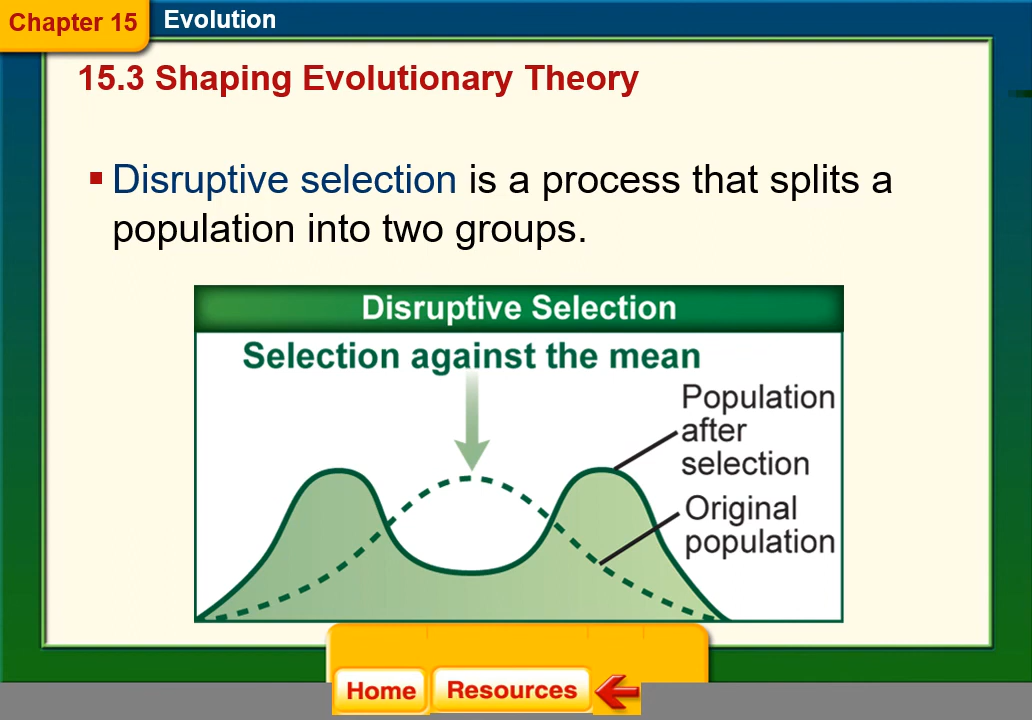 Chapter 15
Evolution
15.3 Shaping Evolutionary Theory
Disruptive selection is a process that splits a
population into two groups.
Disruptive Selection
Selection against the mean
Population
after
selection
Original
population
Home
Resources